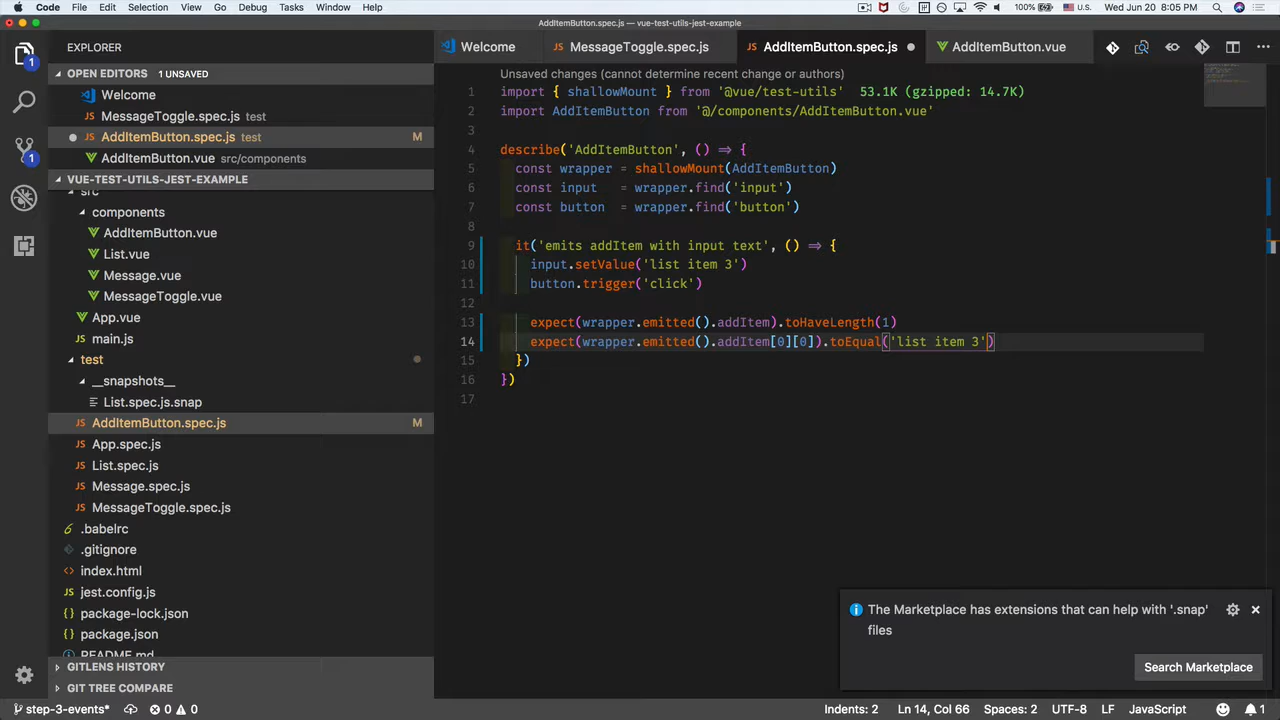 Code File Edit Selection View Go Debug Tasks Window Help 100% U.S. Wed Jun 20 8:05 PM
AddItemButton.spec.js — vue-test-utils-jest-example
EXPLORER
Welcome MessageToggle.spec.js AddItemButton.spec.js AddItemButton.vue
OPEN EDITORS 1 UNSAVED
Welcome
MessageToggle.spec.js test
AddItemButton.spec.js test M
AddItemButton.vue src/components
VUE-TEST-UTILS-JEST-EXAMPLE
src
components
AddItemButton.vue
List.vue
Message.vue
MessageToggle.vue
App.vue
main.js
test
__snapshots__
List.spec.js.snap
AddItemButton.spec.js M
App.spec.js
List.spec.js
Message.spec.js
MessageToggle.spec.js
.babelrc
.gitignore
index.html
jest.config.js
package-lock.json
package.json
README.md
GITLENS HISTORY
GIT TREE COMPARE
Unsaved changes (cannot determine recent change or authors)
1 import { shallowMount } from '@vue/test-utils' 53.1K (gzipped: 14.7K)
2 import AddItemButton from '@/components/AddItemButton.vue'
3
4 describe('AddItemButton', () => {
5 const wrapper = shallowMount(AddItemButton)
6 const input = wrapper.find('input')
7 const button = wrapper.find('button')
8
9 it('emits addItem with input text', () => {
10 input.setValue('list item 3')
11 button.trigger('click')
12
13 expect(wrapper.emitted().addItem).toHaveLength(1)
14 expect(wrapper.emitted().addItem[0][0]).toEqual('list item 3')
15 })
16 })
17
The Marketplace has extensions that can help with '.snap'
files
Search Marketplace
step-3-events* 0 0 Indents: 2 Ln 14, Col 66 Spaces: 2 UTF-8 LF JavaScript 1